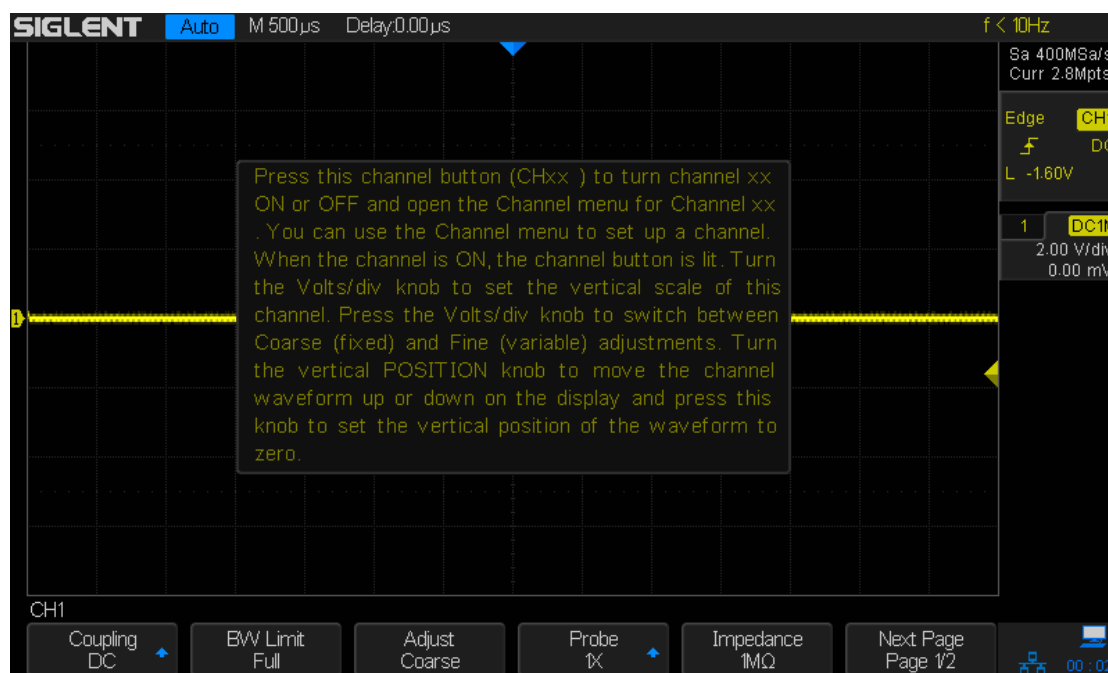 SIGLENT Auto M 500µs Delay:0.00µs f < 10Hz
Sa 400MSa/s
Curr 2.8Mpts
Edge CH1
DC
L -1.60V
1 DC1M
2.00 V/div
0.00 mV
Press this channel button (CHxx ) to turn channel xx
ON or OFF and open the Channel menu for Channel xx
. You can use the Channel menu to set up a channel.
When the channel is ON, the channel button is lit. Turn
the Volts/div knob to set the vertical scale of this
channel. Press the Volts/div knob to switch between
Coarse (fixed) and Fine (variable) adjustments. Turn
the vertical POSITION knob to move the channel
waveform up or down on the display and press this
knob to set the vertical position of the waveform to
zero.
1
CH1
Coupling
DC
BW Limit
Full
Adjust
Coarse
Probe
1X
Impedance
1MΩ
Next Page
Page 1/2